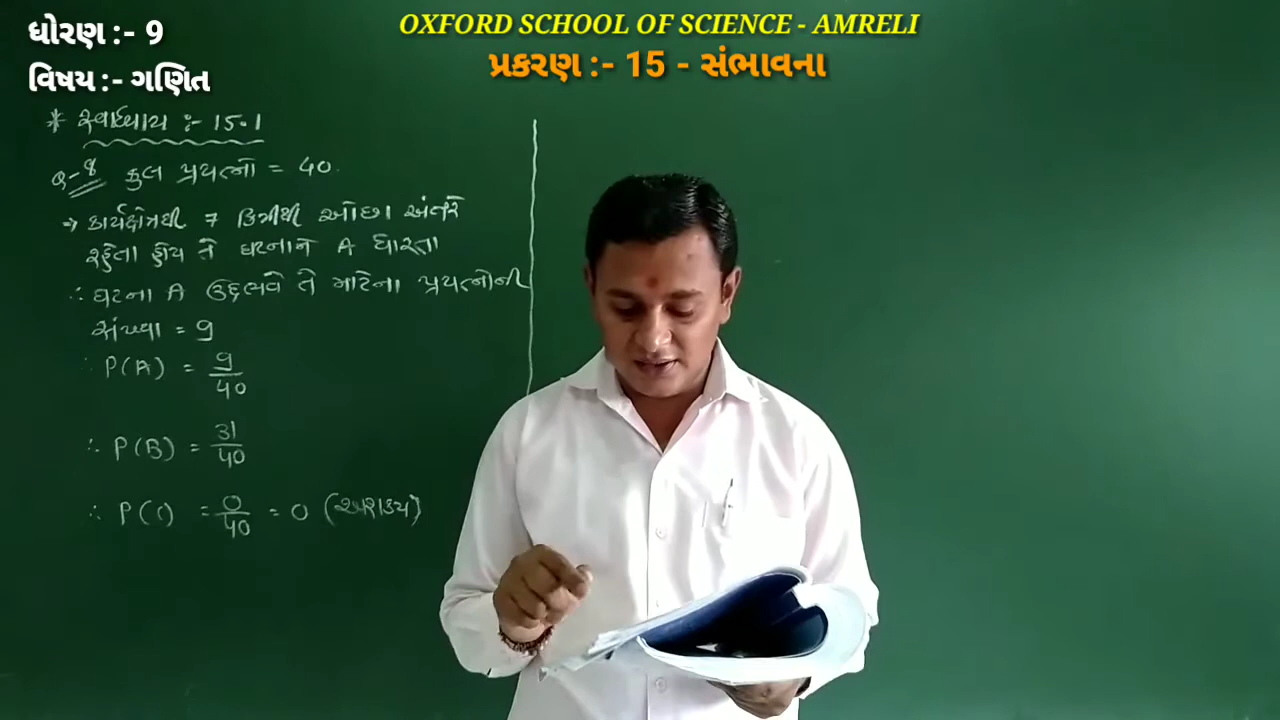 OXFORD SCHOOL OF SCIENCE - AMRELI
ધોરણ :- 9
પ્રકરણ :- 15 - સંભાવના
વિષય :- ગણિત
* સ્વાધ્યાય :- 15.1
Q-8 કુલ પ્રયત્નો = 40.
→ કાર્યક્ષેત્રથી 7 કિમીથી ઓછા અંતરે
રહેતા હોય તે ઘટનાને A ધારતા
∴ ઘટના A ઉદ્દભવે તે માટેના પ્રયત્નોની
સંખ્યા = 9
∴ P(A) = 9/40
∴ P(B) = 31/40
∴ P(C) = 0/40 = 0 (અશક્ય)